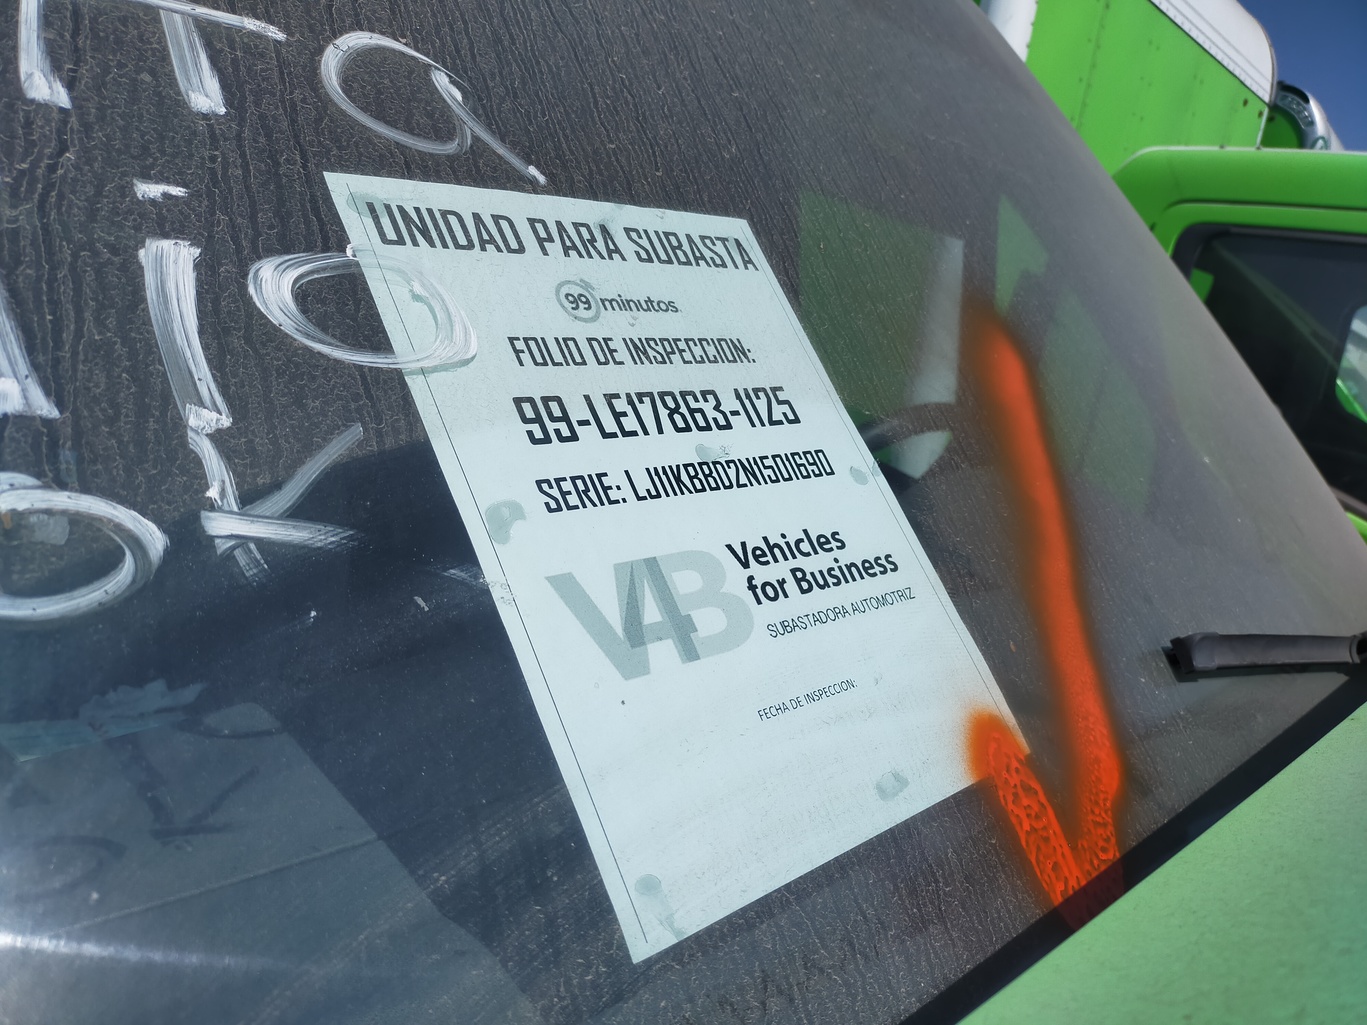 UNIDAD PARA SUBASTA
99 minutos
FOLIO DE INSPECCION:
99-LE17863-1125
SERIE: LJ11KBBD2N1501690
V4B
Vehicles
for Business
SUBASTADORA AUTOMOTRIZ
FECHA DE INSPECCION: